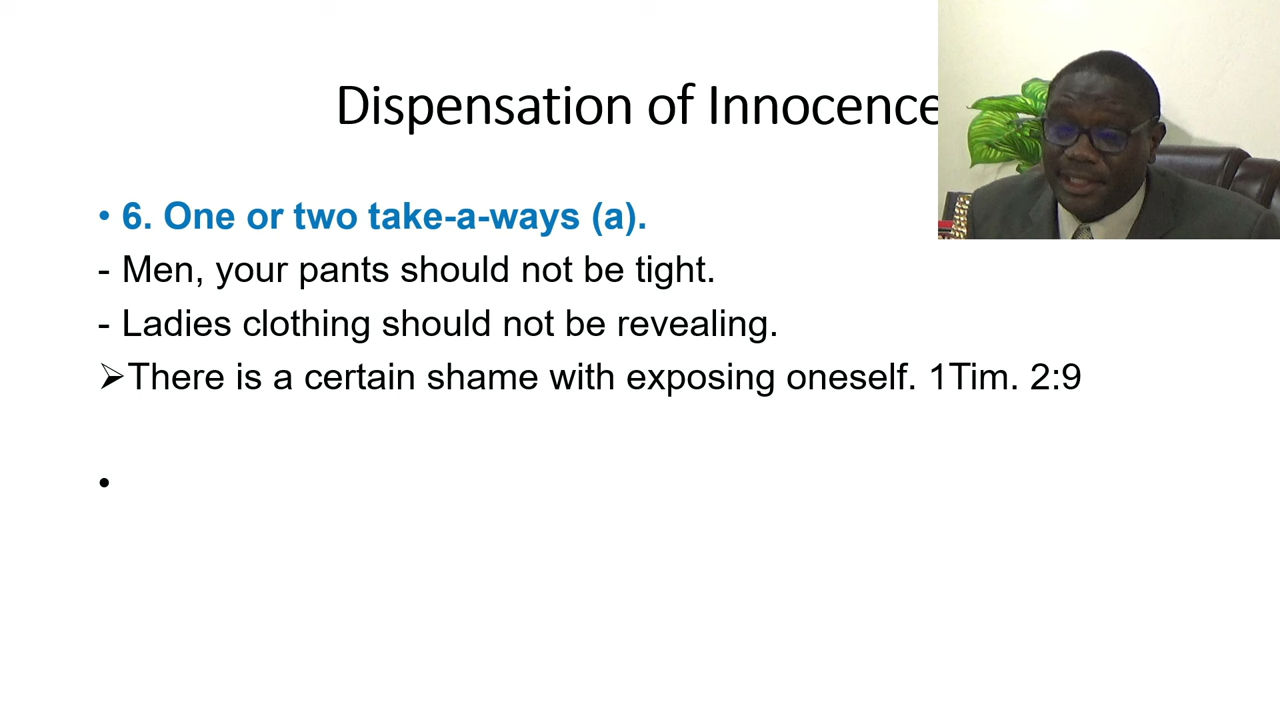 Dispensation of Innocence
• 6. One or two take-a-ways (a).
- Men, your pants should not be tight.
- Ladies clothing should not be revealing.
➢There is a certain shame with exposing oneself. 1Tim. 2:9
•